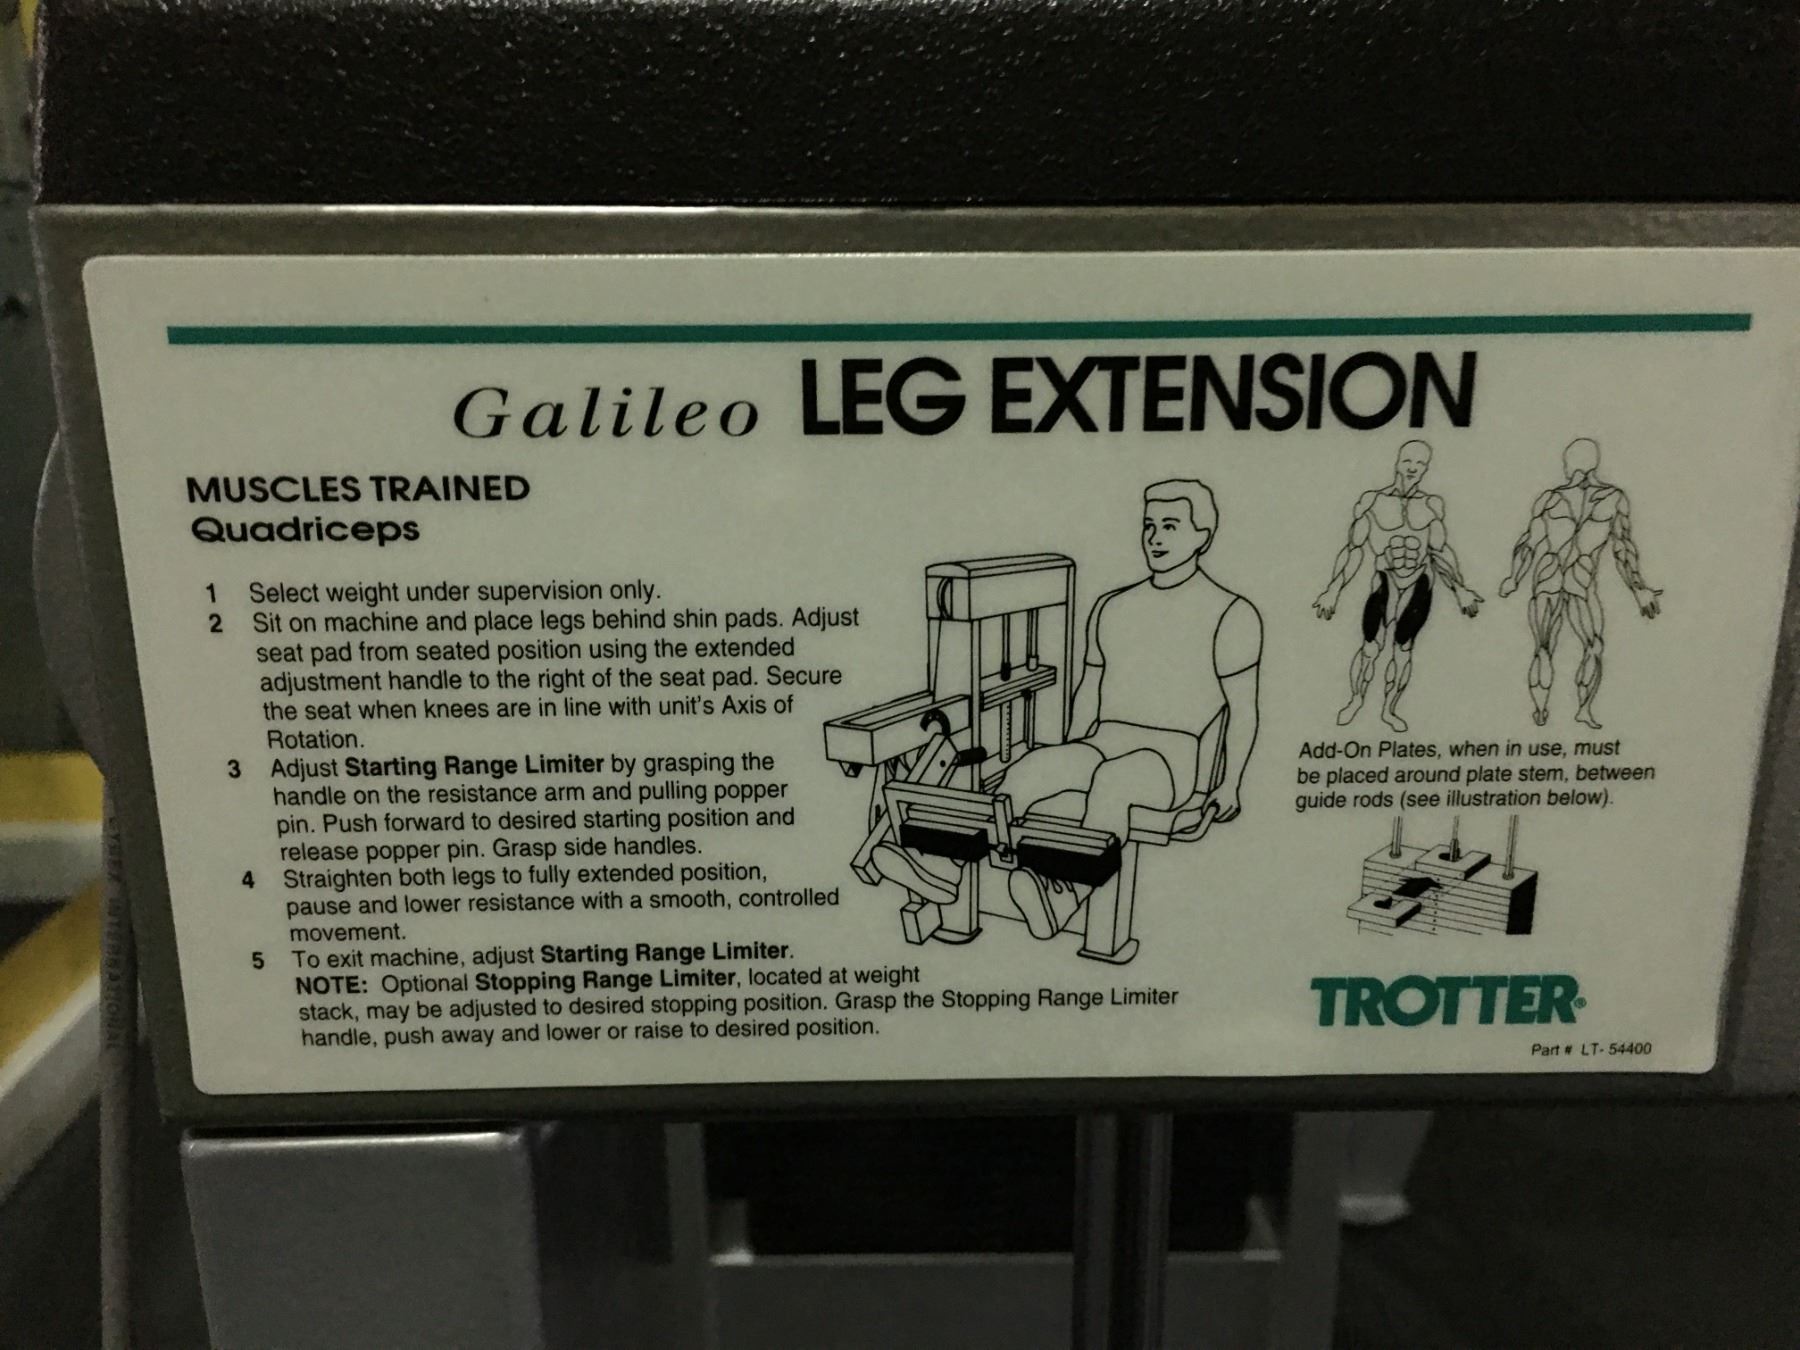 Galileo LEG EXTENSION
MUSCLES TRAINED
Quadriceps
1 Select weight under supervision only.
2 Sit on machine and place legs behind shin pads. Adjust
seat pad from seated position using the extended
adjustment handle to the right of the seat pad. Secure
the seat when knees are in line with unit's Axis of
Rotation.
3 Adjust Starting Range Limiter by grasping the
handle on the resistance arm and pulling popper
pin. Push forward to desired starting position and
release popper pin. Grasp side handles.
4 Straighten both legs to fully extended position,
pause and lower resistance with a smooth, controlled
movement.
5 To exit machine, adjust Starting Range Limiter.
NOTE: Optional Stopping Range Limiter, located at weight
stack, may be adjusted to desired stopping position. Grasp the Stopping Range Limiter
handle, push away and lower or raise to desired position.
Add-On Plates, when in use, must
be placed around plate stem, between
guide rods (see illustration below).
TROTTER®
Part # LT- 54400